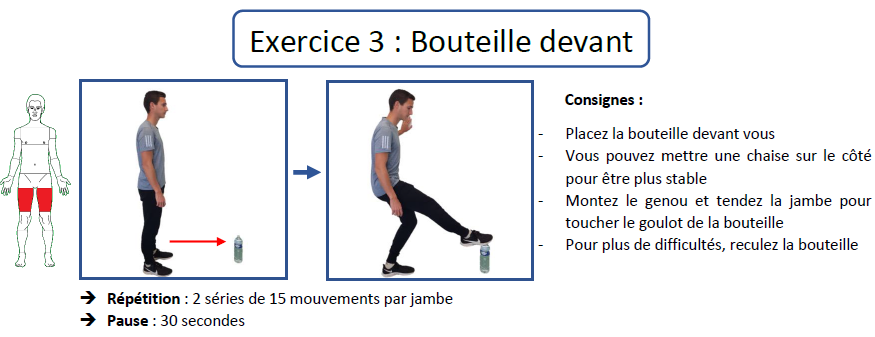 Exercice 3 : Bouteille devant
Consignes :
- Placez la bouteille devant vous
- Vous pouvez mettre une chaise sur le côté
pour être plus stable
- Montez le genou et tendez la jambe pour
toucher le goulot de la bouteille
- Pour plus de difficultés, reculez la bouteille
➔ Répétition : 2 séries de 15 mouvements par jambe
➔ Pause : 30 secondes